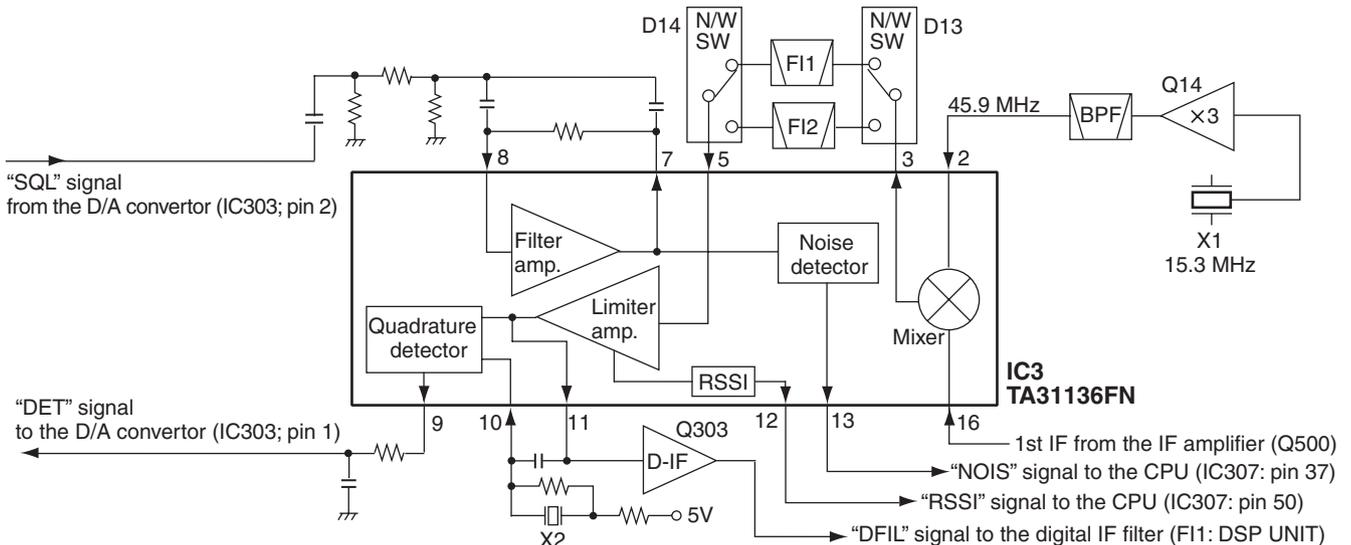 D14
N/W
SW
N/W
SW
D13
FI1
FI2
45.9 MHz
BPF
Q14
×3
X1
15.3 MHz
8
7
5
3
2
“SQL” signal
from the D/A convertor (IC303; pin 2)
Filter
amp.
Noise
detector
Limiter
amp.
Quadrature
detector
Mixer
RSSI
IC3
TA31136FN
“DET” signal
to the D/A convertor (IC303; pin 1)
9
10
11
12
13
16
Q303
D-IF
5V
X2
1st IF from the IF amplifier (Q500)
“NOIS” signal to the CPU (IC307: pin 37)
“RSSI” signal to the CPU (IC307: pin 50)
“DFIL” signal to the digital IF filter (FI1: DSP UNIT)